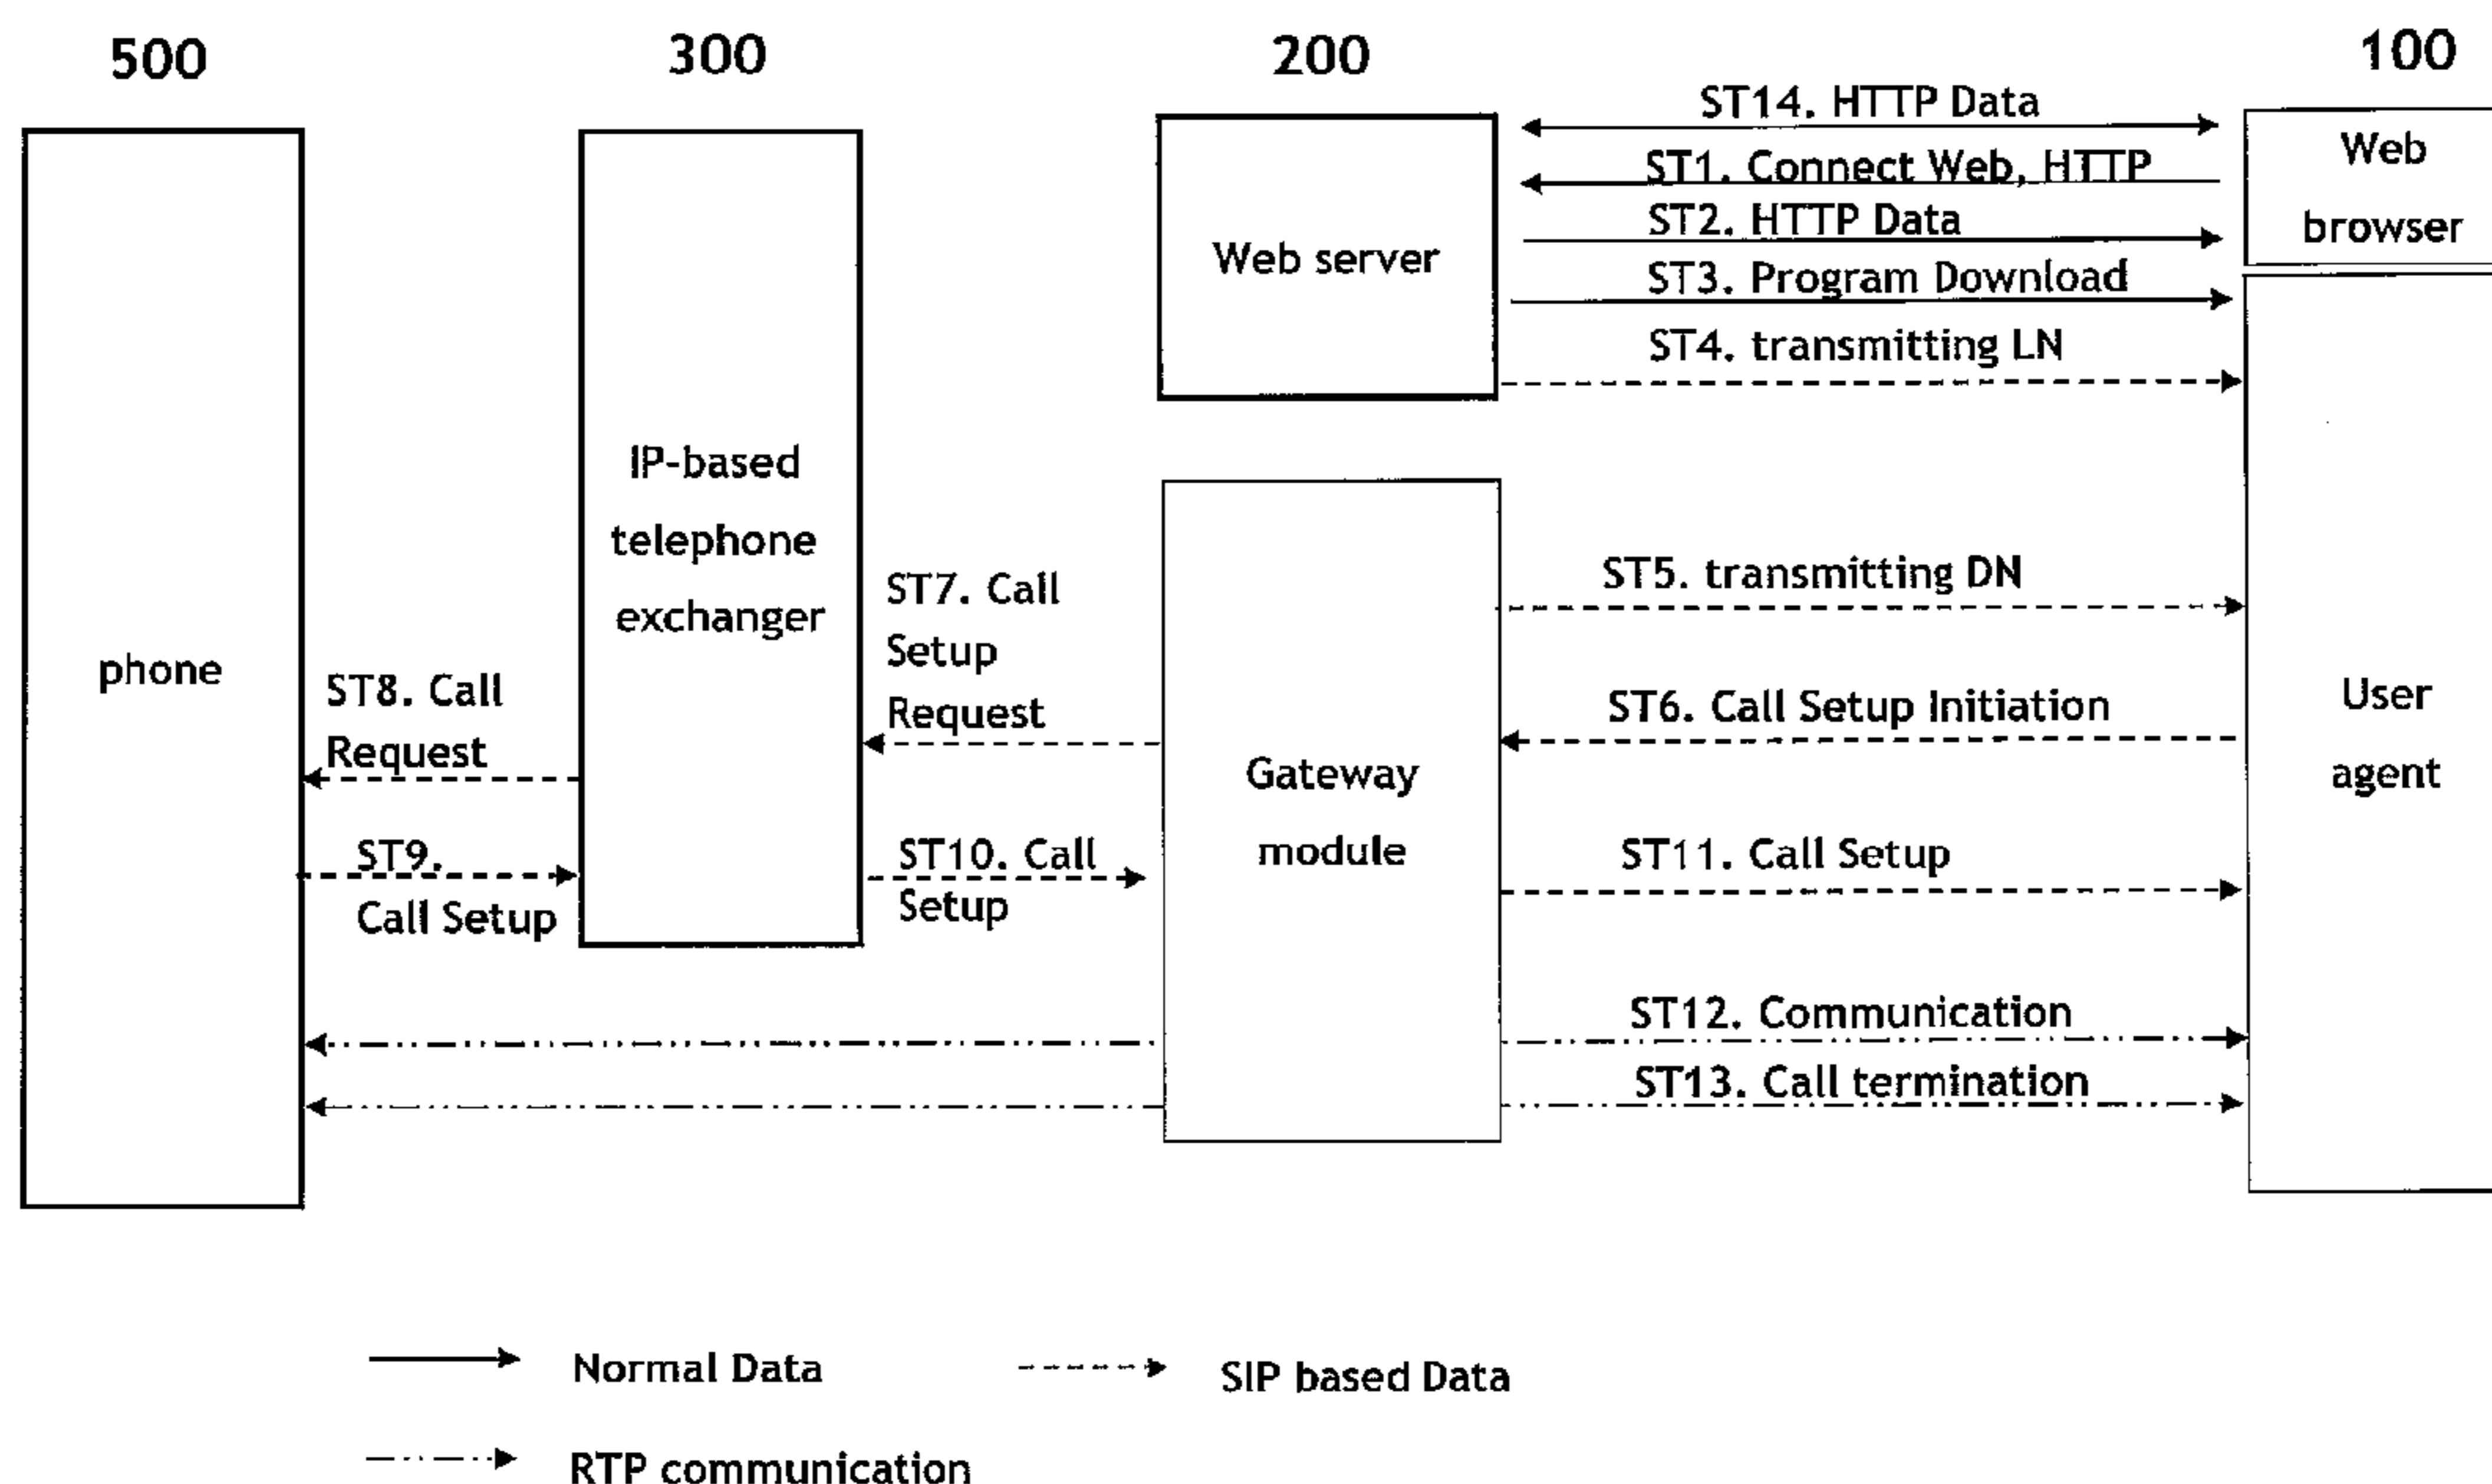 500
300
200
100
ST14. HTTP Data
ST1. Connect Web, HTTP
ST2. HTTP Data
ST3. Program Download
ST4. transmitting LN
Web
browser
Web server
IP-based
telephone
exchanger
phone
ST7. Call
Setup
Request
ST8. Call
Request
ST9.
Call Setup
ST10. Call
Setup
Gateway
module
ST5. transmitting DN
ST6. Call Setup Initiation
ST11. Call Setup
ST12. Communication
ST13. Call termination
User
agent
Normal Data
SIP based Data
RTP communication